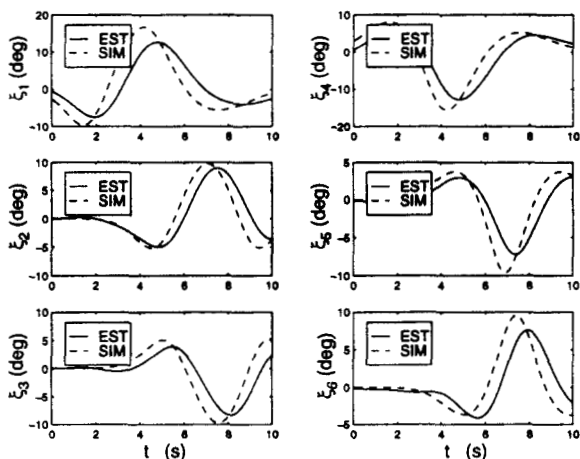 20
10
0
-10
ξ1 (deg)
EST
SIM
0 2 4 6 8 10
10
0
-10
-20
ξ4 (deg)
EST
SIM
0 2 4 6 8 10
10
5
0
-5
-10
ξ2 (deg)
EST
SIM
0 2 4 6 8 10
5
0
-5
-10
ξ5 (deg)
EST
SIM
0 2 4 6 8 10
10
5
0
-5
-10
ξ3 (deg)
EST
SIM
0 2 4 6 8 10
t (s)
10
5
0
-5
ξ6 (deg)
EST
SIM
0 2 4 6 8 10
t (s)